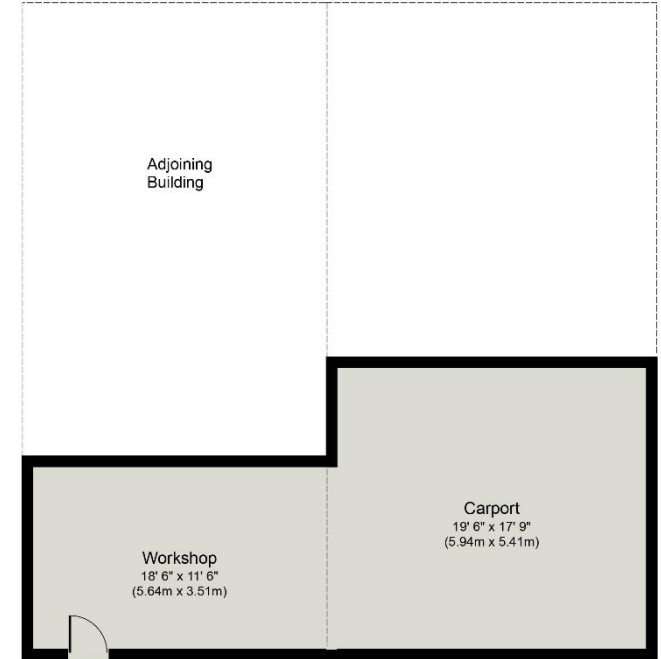 Adjoining
Building
Carport
19' 6" x 17' 9"
(5.94m x 5.41m)
Workshop
18' 6" x 11' 6"
(5.64m x 3.51m)